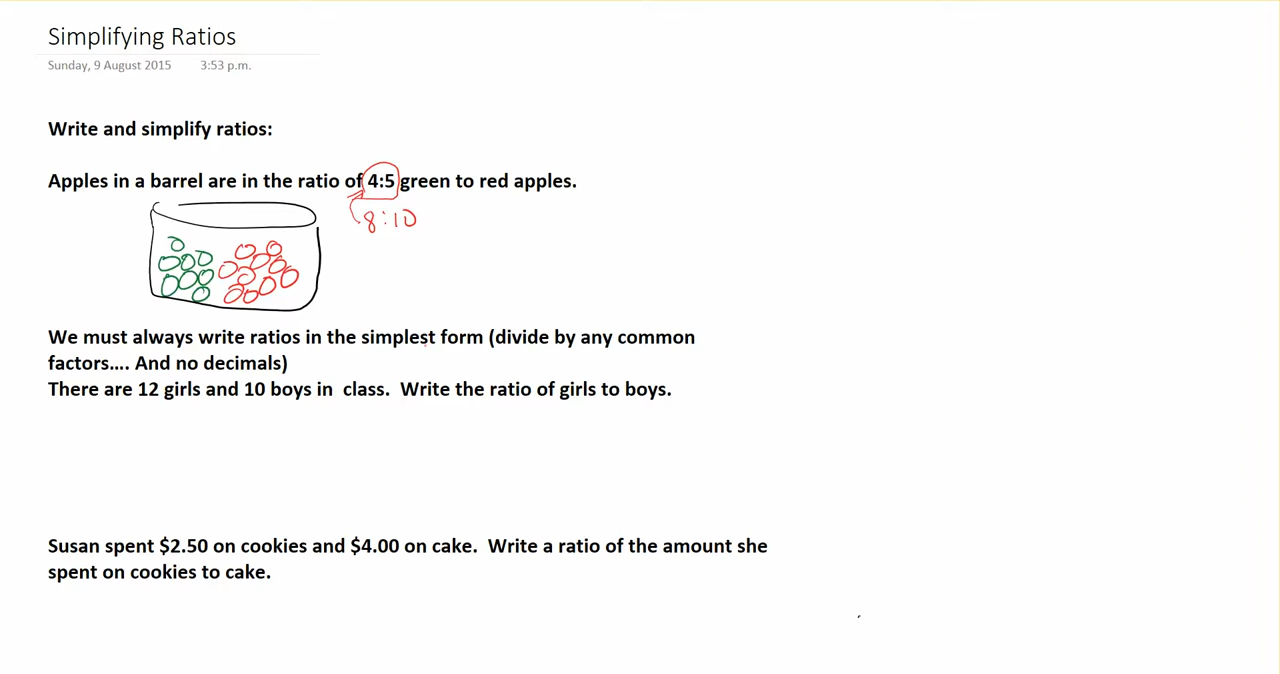 Simplifying Ratios
Sunday, 9 August 2015 3:53 p.m.
Write and simplify ratios:
Apples in a barrel are in the ratio of 4:5 green to red apples.
8:10
We must always write ratios in the simplest form (divide by any common
factors.... And no decimals)
There are 12 girls and 10 boys in  class.  Write the ratio of girls to boys.
Susan spent $2.50 on cookies and $4.00 on cake.  Write a ratio of the amount she
spent on cookies to cake.